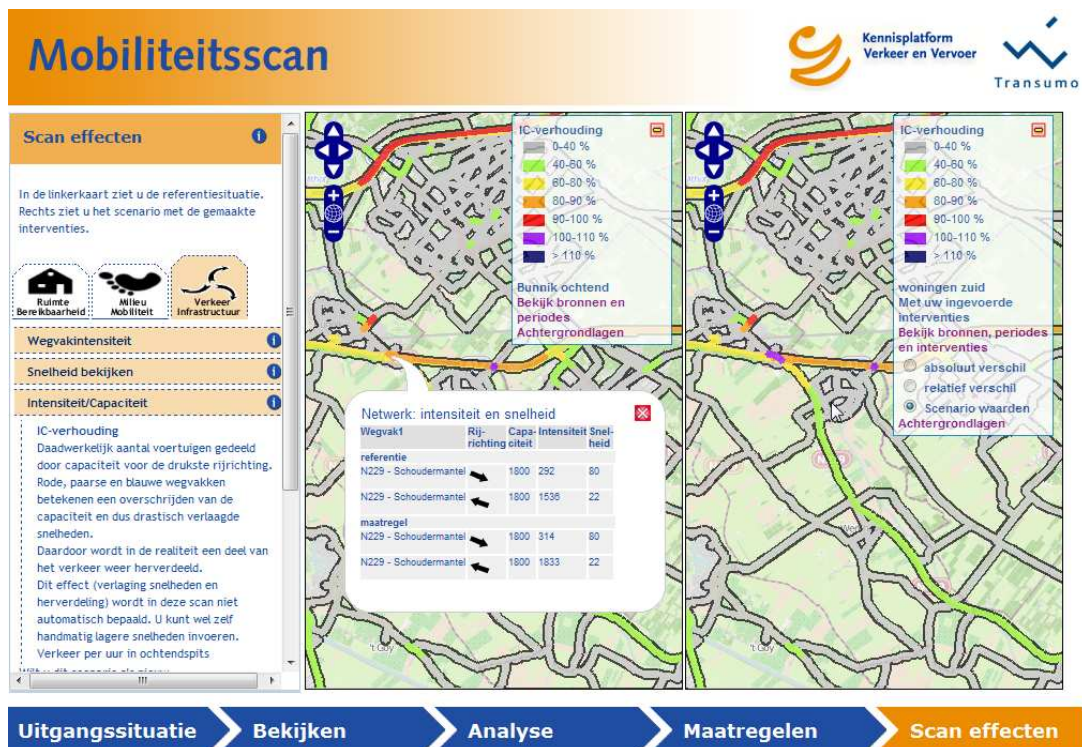 Mobiliteitsscan
Kennisplatform
Verkeer en Vervoer
Transumo
Scan effecten
In de linkerkaart ziet u de referentiesituatie.
Rechts ziet u het scenario met de gemaakte
interventies.
Ruimte
Bereikbaarheid
Milieu
Mobiliteit
Verkeer
Infrastructuur
Wegvakintensiteit
Snelheid bekijken
Intensiteit/Capaciteit
IC-verhouding
Daadwerkelijk aantal voertuigen gedeeld
door capaciteit voor de drukste rijrichting.
Rode, paarse en blauwe wegvakken
betekenen een overschrijden van de
capaciteit en dus drastisch verlaagde
snelheden.
Daardoor wordt in de realiteit een deel van
het verkeer weer herverdeeld.
Dit effect (verlaging snelheden en
herverdeling) wordt in deze scan niet
automatisch bepaald. U kunt wel zelf
handmatig lagere snelheden invoeren.
Verkeer per uur in ochtendspits
IC-verhouding
0-40 %
40-60 %
60-80 %
80-90 %
90-100 %
100-110 %
> 110 %
Bunnik ochtend
Bekijk bronnen en
periodes
Achtergrondlagen
Netwerk: intensiteit en snelheid
Wegvak1 Rij-richting Capa-citeit Intensiteit Snel-heid
referentie
N229 - Schoudermantel 1800 292 80
N229 - Schoudermantel 1800 1536 22
maatregel
N229 - Schoudermantel 1800 314 80
N229 - Schoudermantel 1800 1833 22
't Goy
IC-verhouding
0-40 %
40-60 %
60-80 %
80-90 %
90-100 %
100-110 %
> 110 %
woningen zuid
Met uw ingevoerde
interventies
Bekijk bronnen, periodes
en interventies
absoluut verschil
relatief verschil
Scenario waarden
Achtergrondlagen
't Goy
Uitgangssituatie
Bekijken
Analyse
Maatregelen
Scan effecten